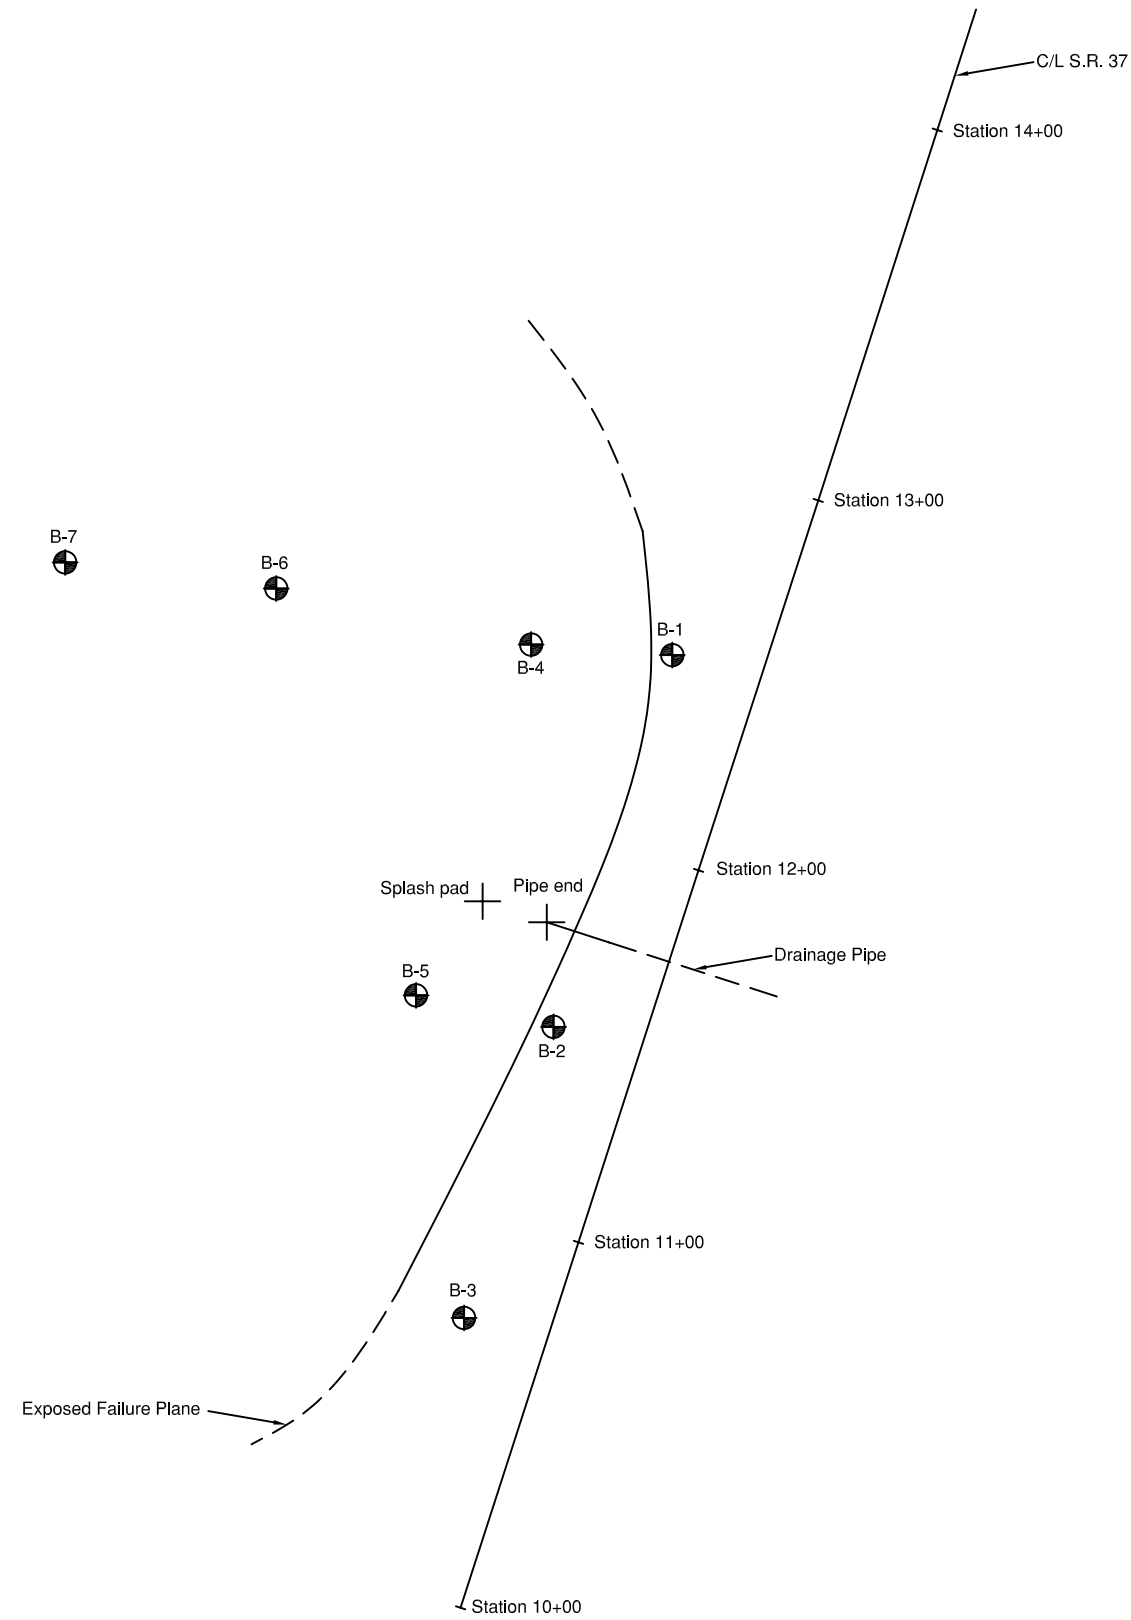 C/L S.R. 37
Station 14+00
Station 13+00
B-7
B-6
B-1
B-4
Station 12+00
Splash pad
Pipe end
Drainage Pipe
B-5
B-2
Station 11+00
B-3
Exposed Failure Plane
Station 10+00